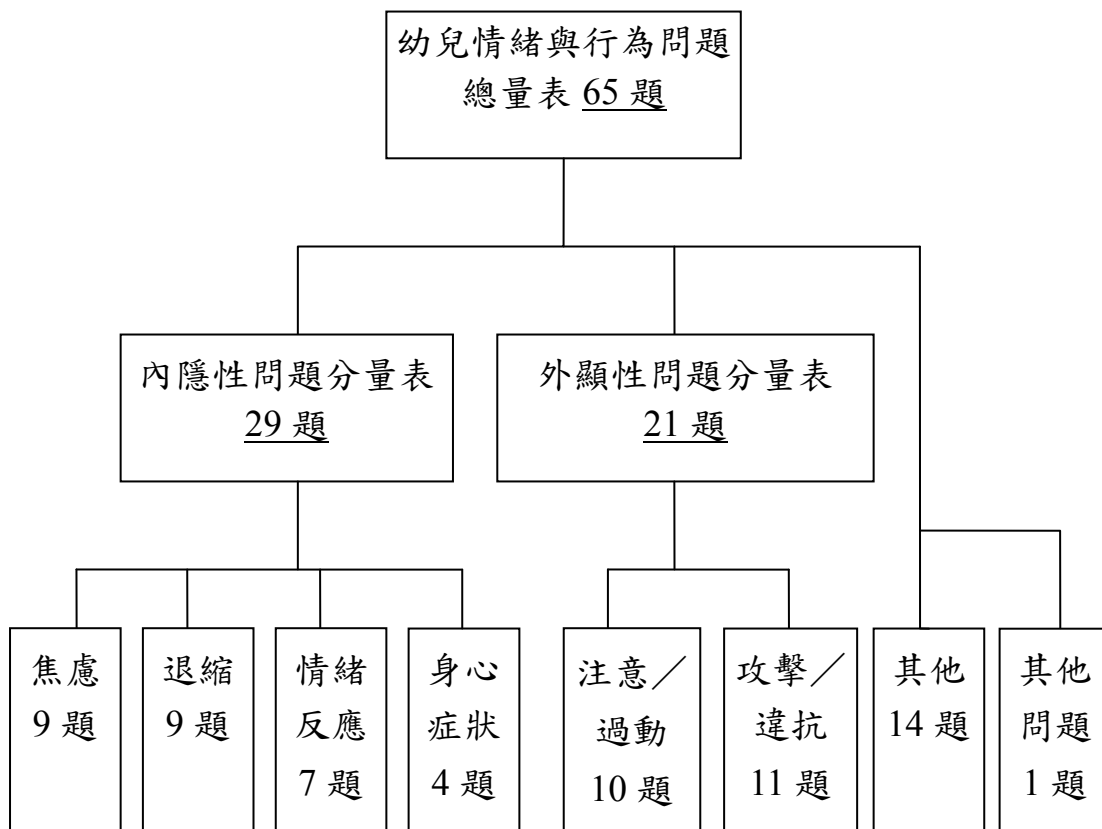 幼兒情緒與行為問題
總量表 65 題
內隱性問題分量表
29 題
外顯性問題分量表
21 題
焦慮
9 題
退縮
9 題
情緒
反應
7 題
身心
症狀
4 題
注意／
過動
10 題
攻擊／
違抗
11 題
其他
14 題
其他
問題
1 題